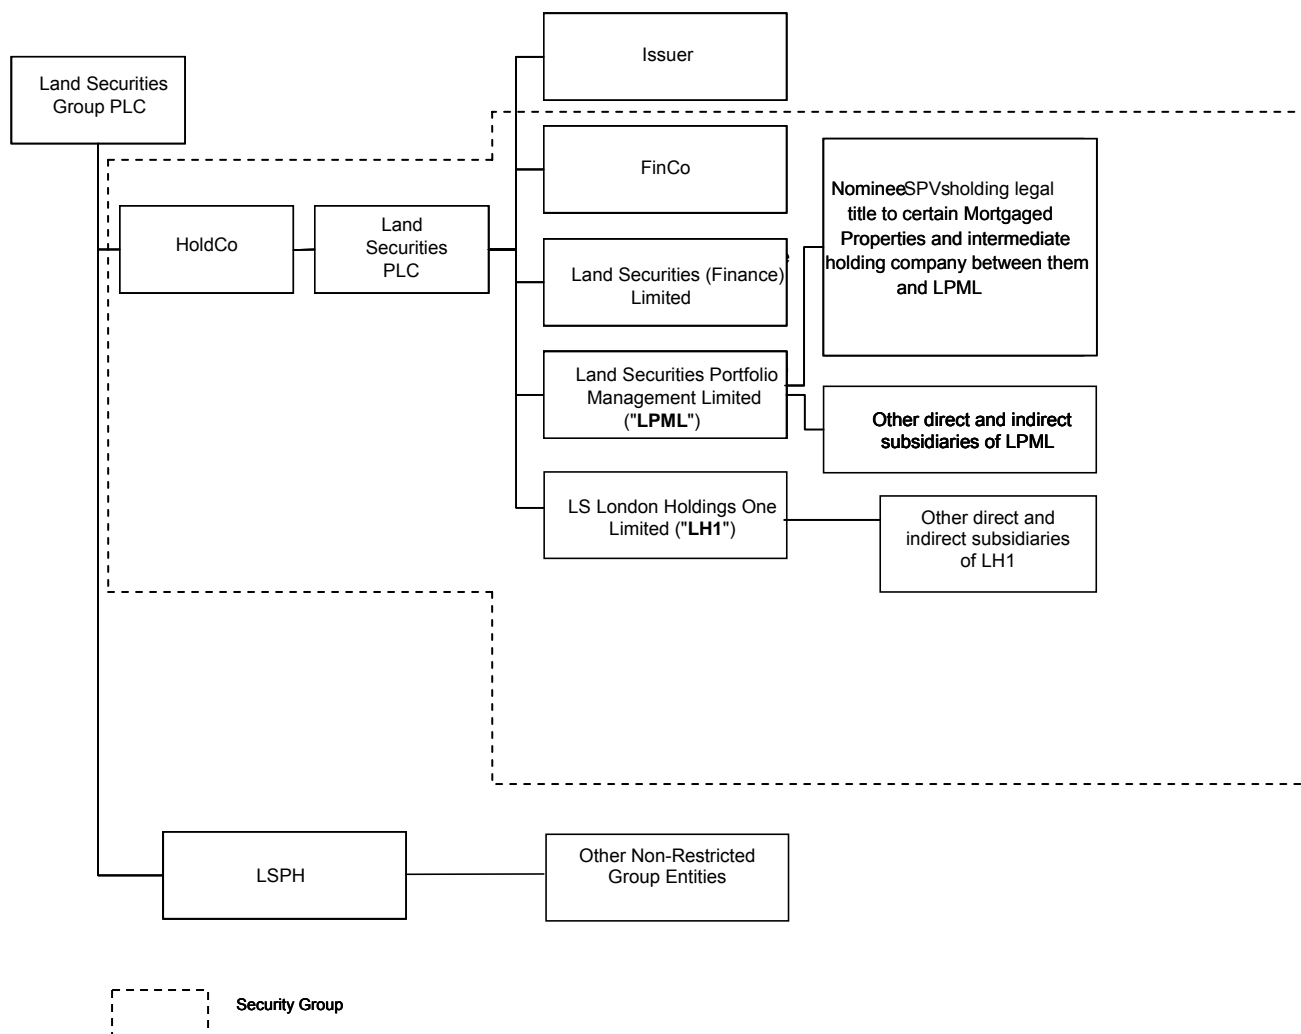 Issuer
Land Securities
Group PLC
FinCo
NomineeSPVsholding legal
title to certain Mortgaged
Properties and intermediate
holding company between them
and LPML
HoldCo
Land
Securities
PLC
Land Securities (Finance)
Limited
Land Securities Portfolio
Management Limited
("LPML")
Other direct and indirect
subsidiaries of LPML
LS London Holdings One
Limited ("LH1")
Other direct and
indirect subsidiaries
of LH1
LSPH
Other Non-Restricted
Group Entities
Security Group